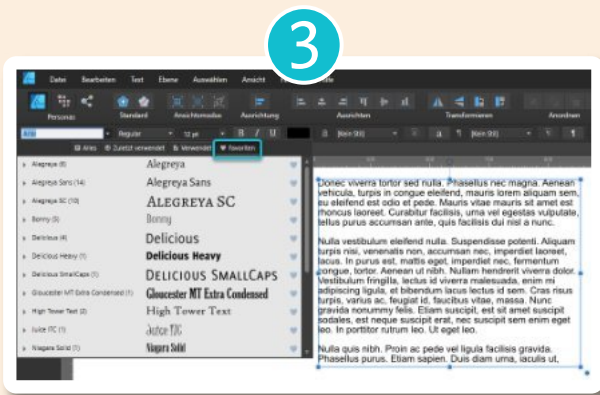 3
Datei Bearbeiten Text Ebene Auswählen Ansicht
Personas Standard Ansichtsmodus Ausrichtung Ausrichten Transformieren Anordnen
Arial Regular 12 pt B I U a [Kein Stil] a ¶ [Kein Stil] ¶
Alles Zuletzt verwendet Verwendet Favoriten
Alegreya (6) Alegreya
Alegreya Sans (14) Alegreya Sans
Alegreya SC (10) ALEGREYA SC
Bonny (5) Bonny
Delicious (4) Delicious
Delicious Heavy (1) Delicious Heavy
Delicious SmallCaps (1) DELICIOUS SMALLCAPS
Gloucester MT Extra Condensed (1) Gloucester MT Extra Condensed
High Tower Text (2) High Tower Text
Juice ITC (1) Juice ITC
Niagara Solid (1) Niagara Solid
Donec viverra tortor sed nulla. Phasellus nec magna. Aenean
vehicula, turpis in congue eleifend, mauris lorem aliquam sem,
eu eleifend est odio et pede. Mauris vitae mauris sit amet est
rhoncus laoreet. Curabitur facilisis, urna vel egestas vulputate,
tellus purus accumsan ante, quis facilisis dui nisl a nunc.
Nulla vestibulum eleifend nulla. Suspendisse potenti. Aliquam
turpis nisi, venenatis non, accumsan nec, imperdiet laoreet,
lacus. In purus est, mattis eget, imperdiet nec, fermentum
congue, tortor. Aenean ut nibh. Nullam hendrerit viverra dolor.
Vestibulum fringilla, lectus id viverra malesuada, enim mi
adipiscing ligula, et bibendum lacus lectus id sem. Cras risus
turpis, varius ac, feugiat id, faucibus vitae, massa. Nunc
gravida nonummy felis. Etiam suscipit, est sit amet suscipit
sodales, est neque suscipit erat, nec suscipit sem enim eget
leo. In porttitor rutrum leo. Ut eget leo.
Nulla quis nibh. Proin ac pede vel ligula facilisis gravida.
Phasellus purus. Etiam sapien. Duis diam urna, iaculis ut,